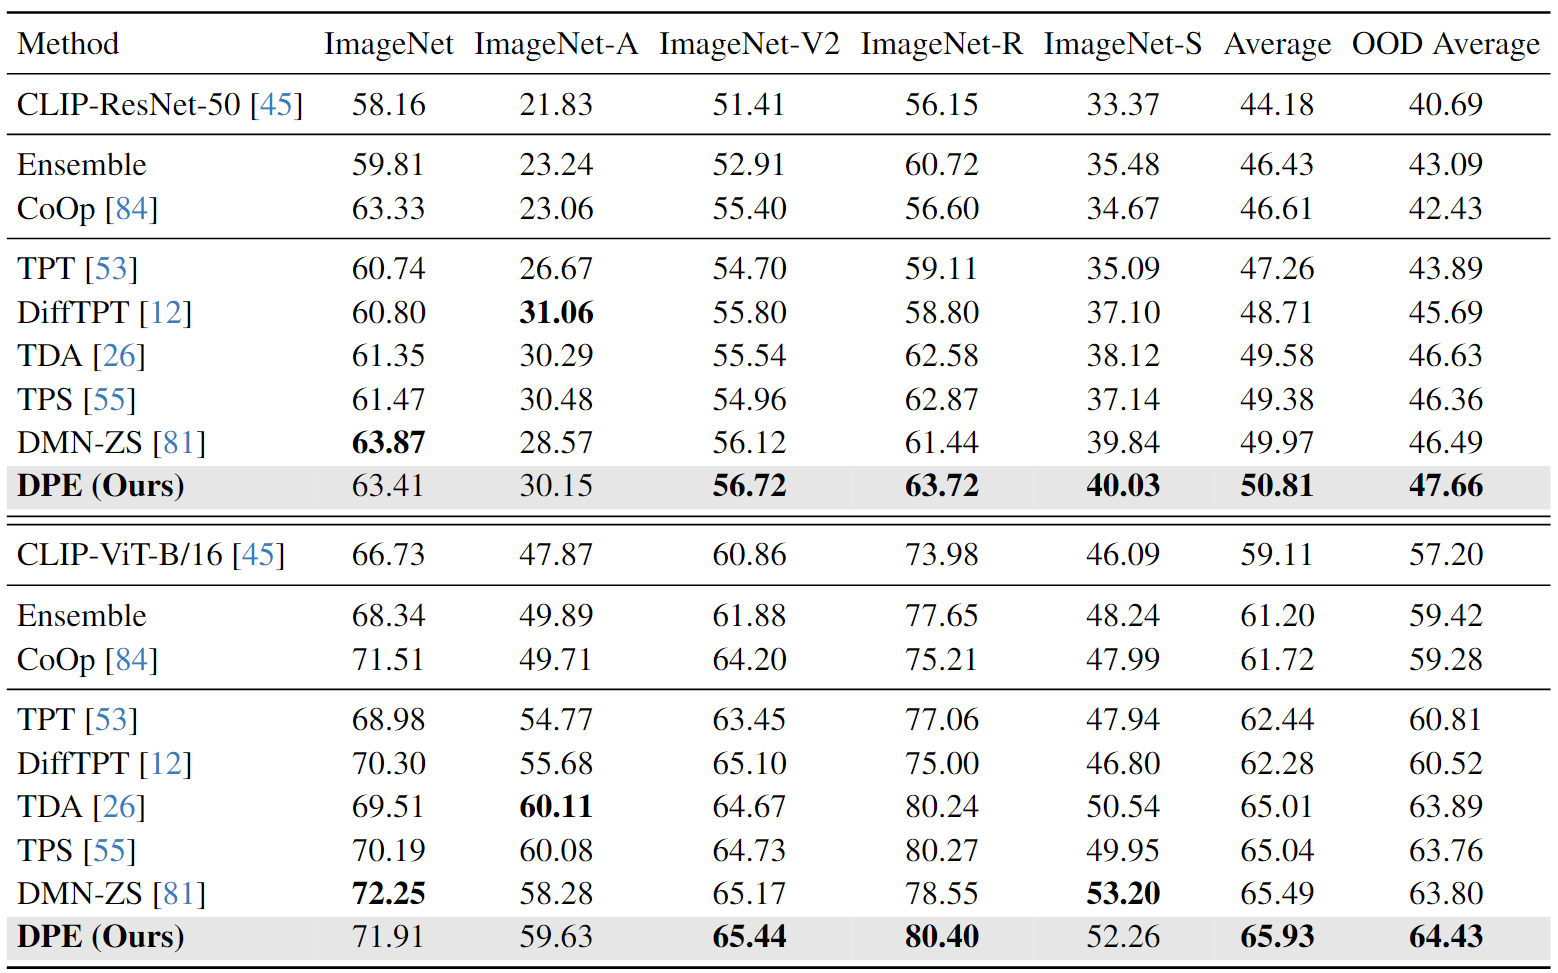 Method ImageNet ImageNet-A ImageNet-V2 ImageNet-R ImageNet-S Average OOD Average
CLIP-ResNet-50 [45] 58.16 21.83 51.41 56.15 33.37 44.18 40.69
Ensemble 59.81 23.24 52.91 60.72 35.48 46.43 43.09
CoOp [84] 63.33 23.06 55.40 56.60 34.67 46.61 42.43
TPT [53] 60.74 26.67 54.70 59.11 35.09 47.26 43.89
DiffTPT [12] 60.80 31.06 55.80 58.80 37.10 48.71 45.69
TDA [26] 61.35 30.29 55.54 62.58 38.12 49.58 46.63
TPS [55] 61.47 30.48 54.96 62.87 37.14 49.38 46.36
DMN-ZS [81] 63.87 28.57 56.12 61.44 39.84 49.97 46.49
DPE (Ours) 63.41 30.15 56.72 63.72 40.03 50.81 47.66
CLIP-ViT-B/16 [45] 66.73 47.87 60.86 73.98 46.09 59.11 57.20
Ensemble 68.34 49.89 61.88 77.65 48.24 61.20 59.42
CoOp [84] 71.51 49.71 64.20 75.21 47.99 61.72 59.28
TPT [53] 68.98 54.77 63.45 77.06 47.94 62.44 60.81
DiffTPT [12] 70.30 55.68 65.10 75.00 46.80 62.28 60.52
TDA [26] 69.51 60.11 64.67 80.24 50.54 65.01 63.89
TPS [55] 70.19 60.08 64.73 80.27 49.95 65.04 63.76
DMN-ZS [81] 72.25 58.28 65.17 78.55 53.20 65.49 63.80
DPE (Ours) 71.91 59.63 65.44 80.40 52.26 65.93 64.43